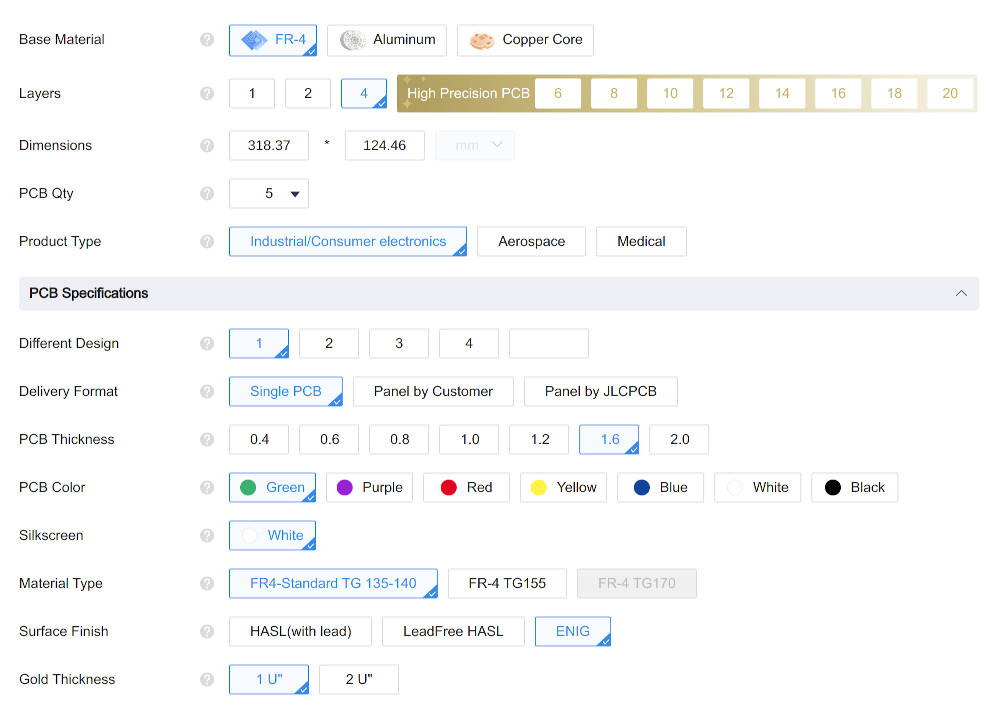 Base Material ? FR-4 Aluminum Copper Core
Layers ? 1 2 4 High Precision PCB 6 8 10 12 14 16 18 20
Dimensions ? 318.37 * 124.46 mm
PCB Qty ? 5
Product Type ? Industrial/Consumer electronics Aerospace Medical
PCB Specifications
Different Design ? 1 2 3 4
Delivery Format ? Single PCB Panel by Customer Panel by JLCPCB
PCB Thickness ? 0.4 0.6 0.8 1.0 1.2 1.6 2.0
PCB Color ? Green Purple Red Yellow Blue White Black
Silkscreen ? White
Material Type ? FR4-Standard TG 135-140 FR-4 TG155 FR-4 TG170
Surface Finish ? HASL(with lead) LeadFree HASL ENIG
Gold Thickness ? 1 U" 2 U"